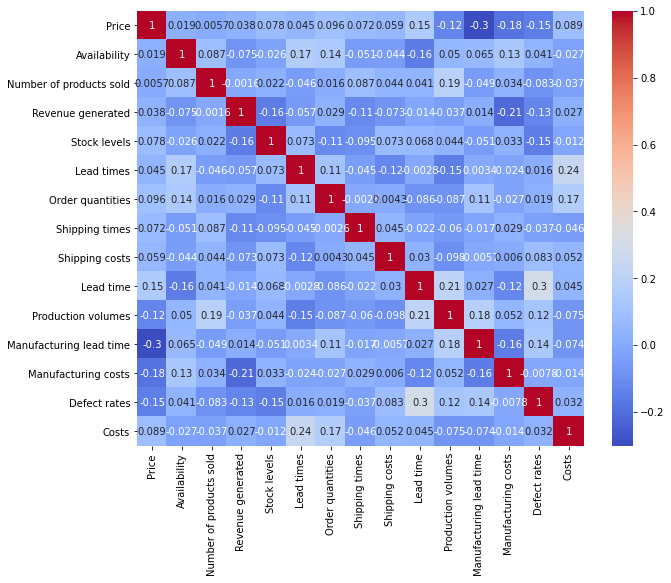 Price 1 0.019 0.0057 0.038 0.078 0.045 0.096 0.072 0.059 0.15 -0.12 -0.3 -0.18 -0.15 0.089
Availability 0.019 1 0.087 -0.075 -0.026 0.17 0.14 -0.051 -0.044 -0.16 0.05 0.065 0.13 0.041 -0.027
Number of products sold 0.0057 0.087 1 -0.0016 0.022 -0.046 0.016 0.087 0.044 0.041 0.19 -0.049 0.034 -0.083 -0.037
Revenue generated 0.038 -0.075 -0.0016 1 -0.16 -0.057 0.029 -0.11 -0.073 -0.014 -0.037 0.014 -0.21 -0.13 0.027
Stock levels 0.078 -0.026 0.022 -0.16 1 0.073 -0.11 -0.095 0.073 0.068 0.044 -0.051 0.033 -0.15 -0.012
Lead times 0.045 0.17 -0.046 -0.057 0.073 1 0.11 -0.045 -0.12 -0.0028 -0.15 0.0034 -0.024 0.016 0.24
Order quantities 0.096 0.14 0.016 0.029 -0.11 0.11 1 -0.0026 0.0043 -0.086 -0.087 0.11 -0.027 0.019 0.17
Shipping times 0.072 -0.051 0.087 -0.11 -0.095 -0.045 -0.0026 1 0.045 -0.022 -0.06 -0.017 0.029 -0.037 -0.046
Shipping costs 0.059 -0.044 0.044 -0.073 0.073 -0.12 0.0043 0.045 1 0.03 -0.098 -0.0057 0.006 0.083 0.052
Lead time 0.15 -0.16 0.041 -0.014 0.068 -0.0028 -0.086 -0.022 0.03 1 0.21 0.027 -0.12 0.3 0.045
Production volumes -0.12 0.05 0.19 -0.037 0.044 -0.15 -0.087 -0.06 -0.098 0.21 1 0.18 0.052 0.12 -0.075
Manufacturing lead time -0.3 0.065 -0.049 0.014 -0.051 0.0034 0.11 -0.017 -0.0057 0.027 0.18 1 -0.16 0.14 -0.074
Manufacturing costs -0.18 0.13 0.034 -0.21 0.033 -0.024 -0.027 0.029 0.006 -0.12 0.052 -0.16 1 -0.0078 -0.014
Defect rates -0.15 0.041 -0.083 -0.13 -0.15 0.016 0.019 -0.037 0.083 0.3 0.12 0.14 -0.0078 1 0.032
Costs 0.089 -0.027 -0.037 0.027 -0.012 0.24 0.17 -0.046 0.052 0.045 -0.075 -0.074 -0.014 0.032 1
Price
Availability
Number of products sold
Revenue generated
Stock levels
Lead times
Order quantities
Shipping times
Shipping costs
Lead time
Production volumes
Manufacturing lead time
Manufacturing costs
Defect rates
Costs
1.0
0.8
0.6
0.4
0.2
0.0
-0.2